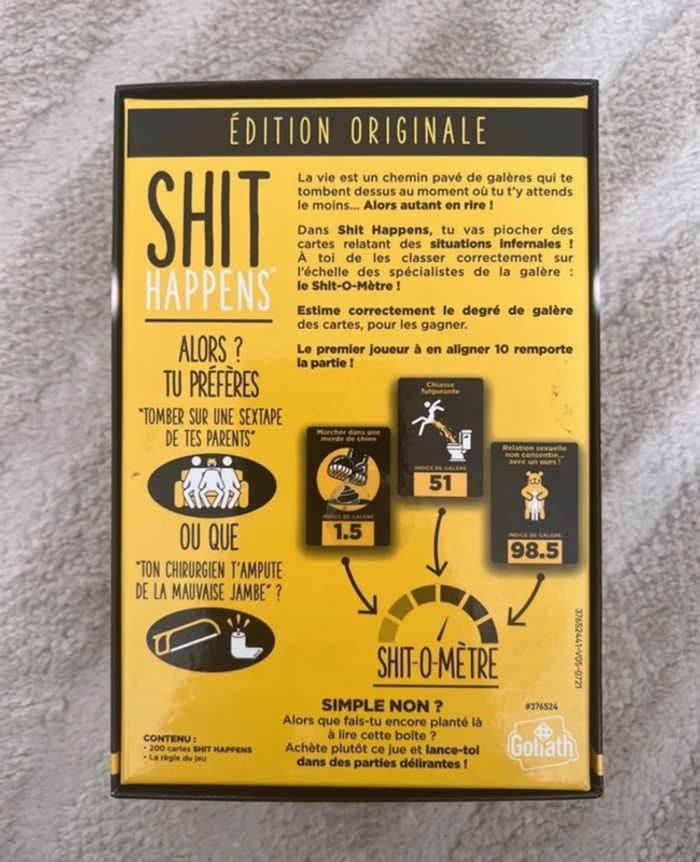 ÉDITION ORIGINALE
SHIT
HAPPENS
La vie est un chemin pavé de galères qui te
tombent dessus au moment où tu t'y attends
le moins... Alors autant en rire !
Dans Shit Happens, tu vas piocher des
cartes relatant des situations infernales !
À toi de les classer correctement sur
l'échelle des spécialistes de la galère :
le Shit-O-Mètre !
Estime correctement le degré de galère
des cartes, pour les gagner.
Le premier joueur à en aligner 10 remporte
la partie !
ALORS ?
TU PRÉFÈRES
"TOMBER SUR UNE SEXTAPE
DE TES PARENTS"
OU QUE
"TON CHIRURGIEN T'AMPUTE
DE LA MAUVAISE JAMBE" ?
Marcher dans une
merde de chien
INDICE DE GALÈRE
1.5
Chiasse
fulgurante
INDICE DE GALÈRE
51
Relation sexuelle
non consentie...
avec un ours !
INDICE DE GALÈRE
98.5
SHIT-O-MÈTRE
37652441-V05-0721
SIMPLE NON ?
Alors que fais-tu encore planté là
à lire cette boîte ?
Achète plutôt ce jue et lance-toi
dans des parties délirantes !
CONTENU :
• 200 cartes SHIT HAPPENS
• La règle du jeu
#376524
Goliath